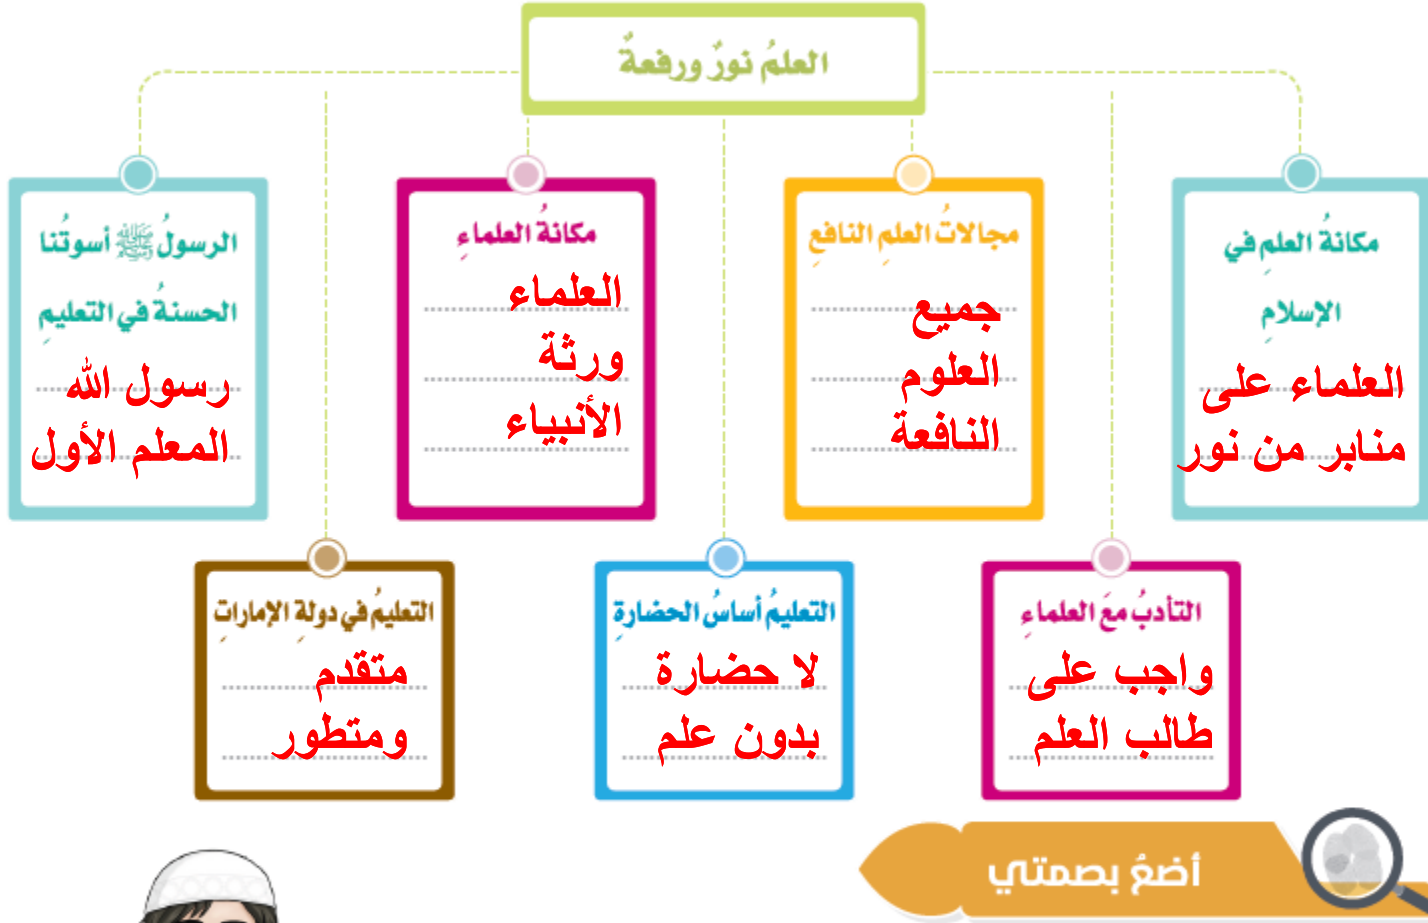 العلمُ نورٌ ورفعةٌ
مكانةُ العلمِ في
الإسلامِ
العلماء على
منابر من نور
مجالاتُ العلمِ النافعِ
جميع
العلوم
النافعة
مكانةُ العلماءِ
العلماء
ورثة
الأنبياء
الرسولُ ﷺ أسوتُنا
الحسنةُ في التعليمِ
رسول الله
المعلم الأول
التأدبُ معَ العلماءِ
واجب على
طالب العلم
التعليمُ أساسُ الحضارةِ
لا حضارة
بدون علم
التعليمُ في دولةِ الإماراتِ
متقدم
ومتطور
أضعُ بصمتي